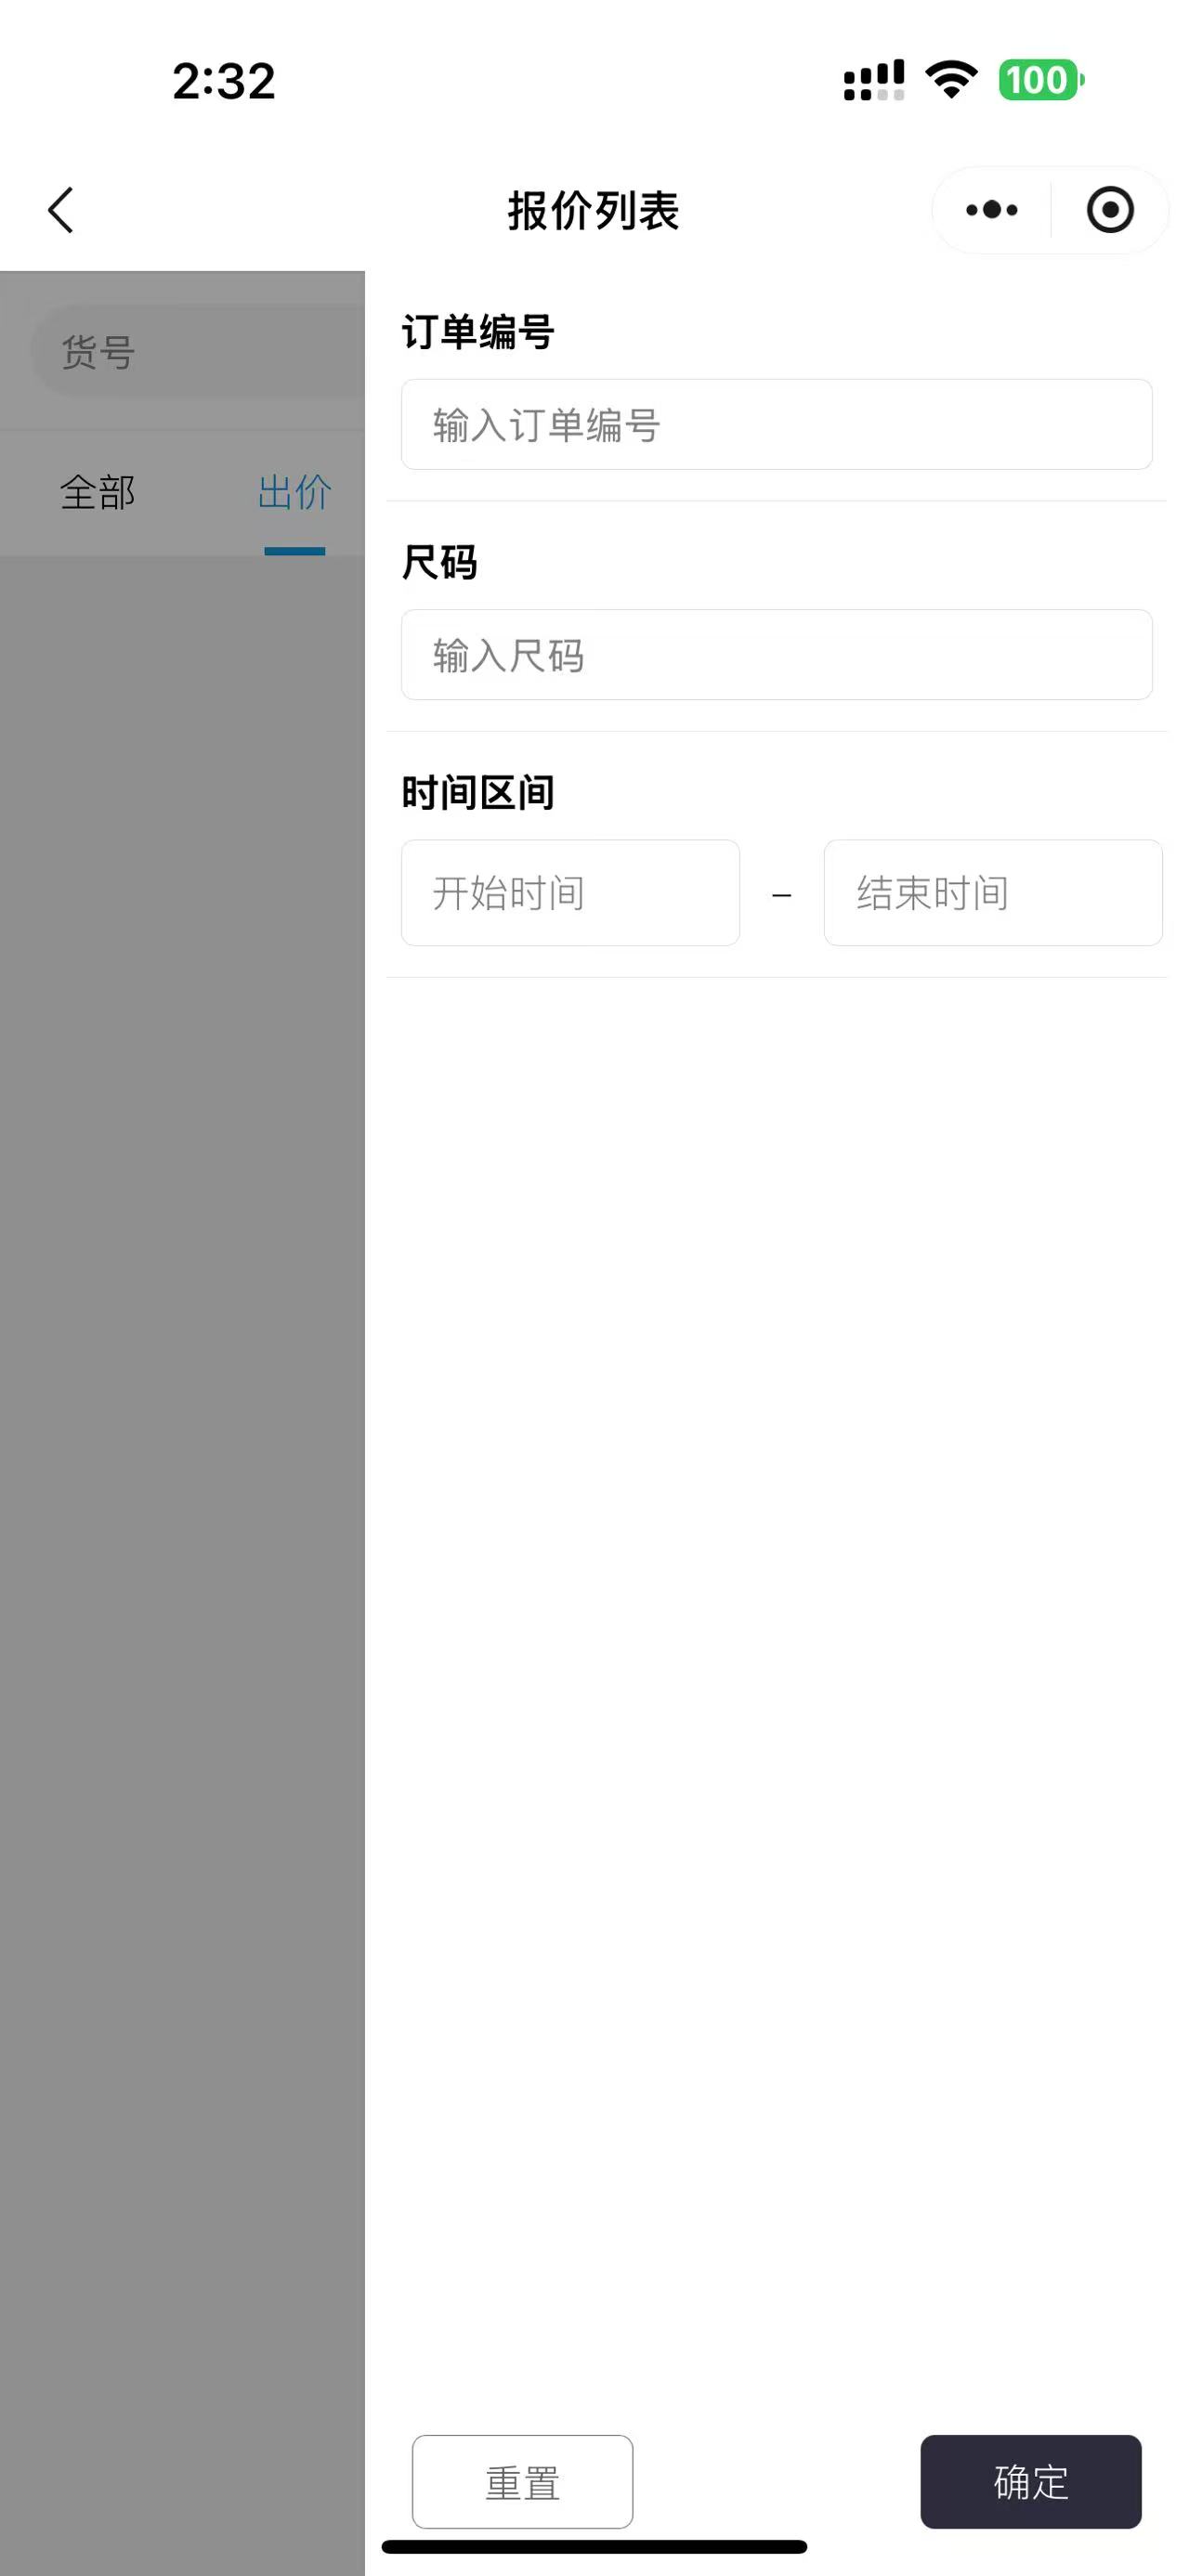 2:32
100
报价列表
货号
全部
出价
订单编号
输入订单编号
尺码
输入尺码
时间区间
开始时间 – 结束时间
重置
确定